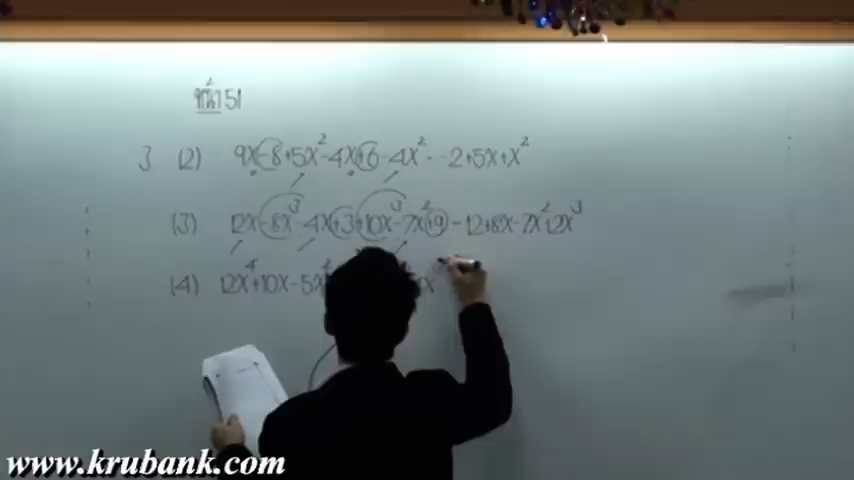 หน้า 51
3 (2) 9x-8+5x²-4x+6-4x² = -2+5x+x²
(3) 12x-8x³-4x+3+10x³-7x²+9 = 12+8x-7x²+2x³
(4) 12x⁴+10x-5x²
www.krubank.com